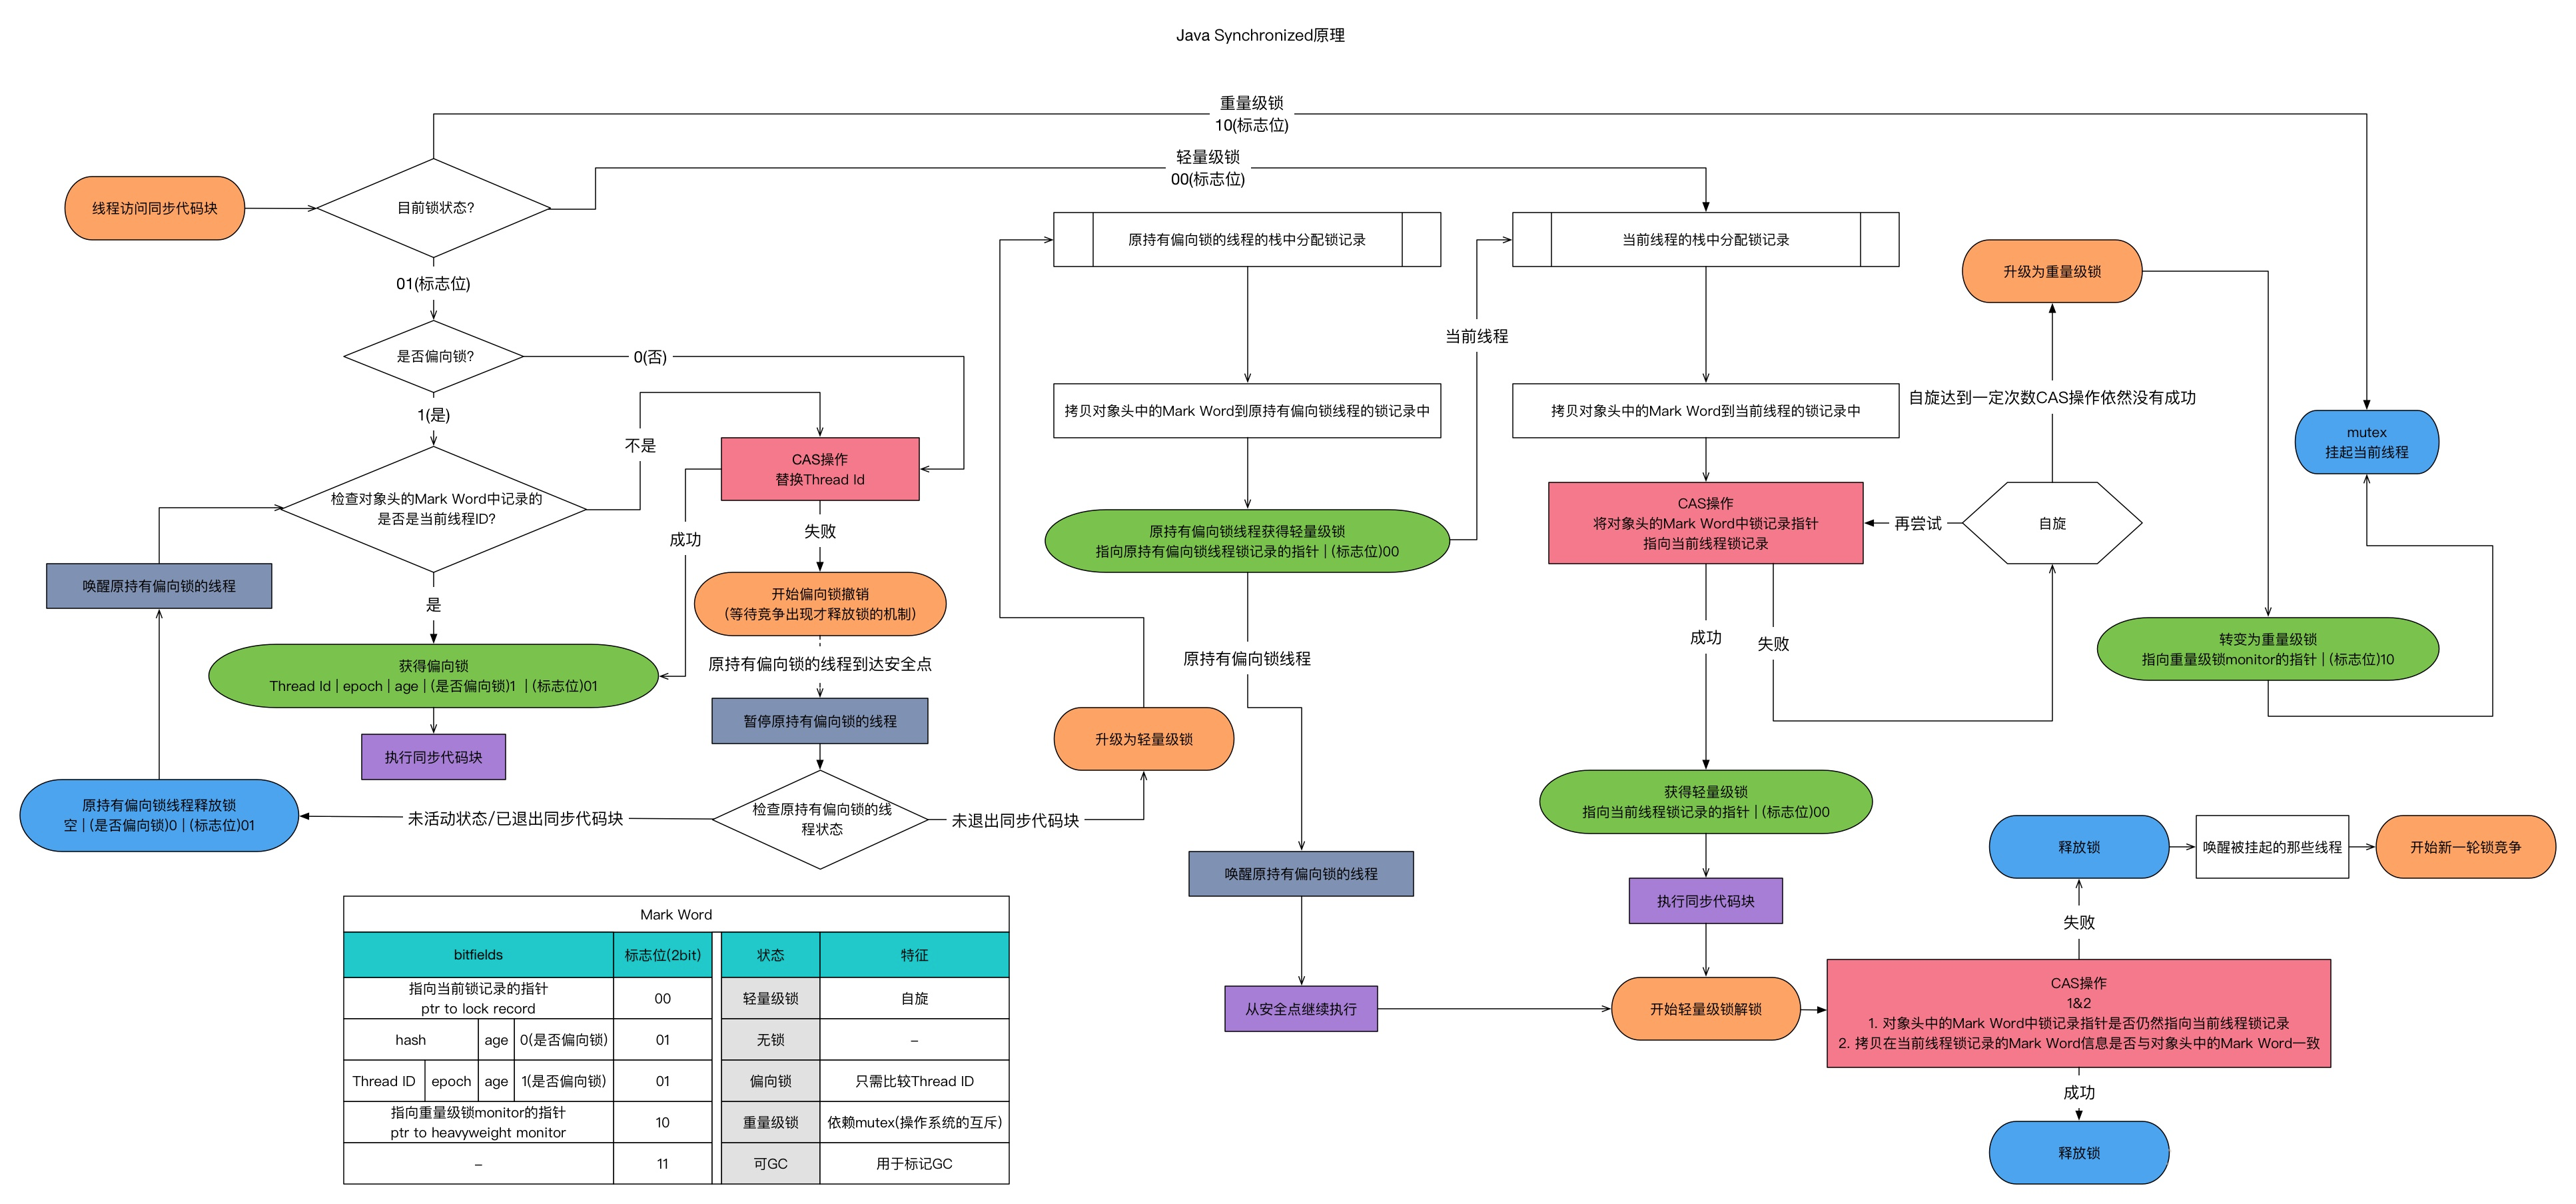 Java Synchronized原理
重量级锁
10(标志位)
轻量级锁
00(标志位)
线程访问同步代码块
目前锁状态?
01(标志位)
是否偏向锁?
0(否)
1(是)
不是
检查对象头的Mark Word中记录的
是否是当前线程ID?
CAS操作
替换Thread Id
成功
失败
唤醒原持有偏向锁的线程
是
开始偏向锁撤销
(等待竞争出现才释放锁的机制)
获得偏向锁
Thread Id | epoch | age | (是否偏向锁)1 | (标志位)01
原持有偏向锁的线程到达安全点
暂停原持有偏向锁的线程
执行同步代码块
原持有偏向锁线程释放锁
空 | (是否偏向锁)0 | (标志位)01
未活动状态/已退出同步代码块
检查原持有偏向锁的线
程状态
未退出同步代码块
升级为轻量级锁
原持有偏向锁的线程的栈中分配锁记录
拷贝对象头中的Mark Word到原持有偏向锁线程的锁记录中
原持有偏向锁线程获得轻量级锁
指向原持有偏向锁线程锁记录的指针 | (标志位)00
当前线程
原持有偏向锁线程
唤醒原持有偏向锁的线程
从安全点继续执行
当前线程的栈中分配锁记录
拷贝对象头中的Mark Word到当前线程的锁记录中
CAS操作
将对象头的Mark Word中锁记录指针
指向当前线程锁记录
再尝试
自旋
自旋达到一定次数CAS操作依然没有成功
升级为重量级锁
mutex
挂起当前线程
转变为重量级锁
指向重量级锁monitor的指针 | (标志位)10
成功
失败
获得轻量级锁
指向当前线程锁记录的指针 | (标志位)00
执行同步代码块
开始轻量级锁解锁
CAS操作
1&2
1. 对象头中的Mark Word中锁记录指针是否仍然指向当前线程锁记录
2. 拷贝在当前线程锁记录的Mark Word信息是否与对象头中的Mark Word一致
失败
释放锁
唤醒被挂起的那些线程
开始新一轮锁竞争
成功
释放锁
Mark Word
bitfields 标志位(2bit) 状态 特征
指向当前锁记录的指针
ptr to lock record
00 轻量级锁 自旋
hash age 0(是否偏向锁) 01 无锁 –
Thread ID epoch age 1(是否偏向锁) 01 偏向锁 只需比较Thread ID
指向重量级锁monitor的指针
ptr to heavyweight monitor
10 重量级锁 依赖mutex(操作系统的互斥)
– 11 可GC 用于标记GC